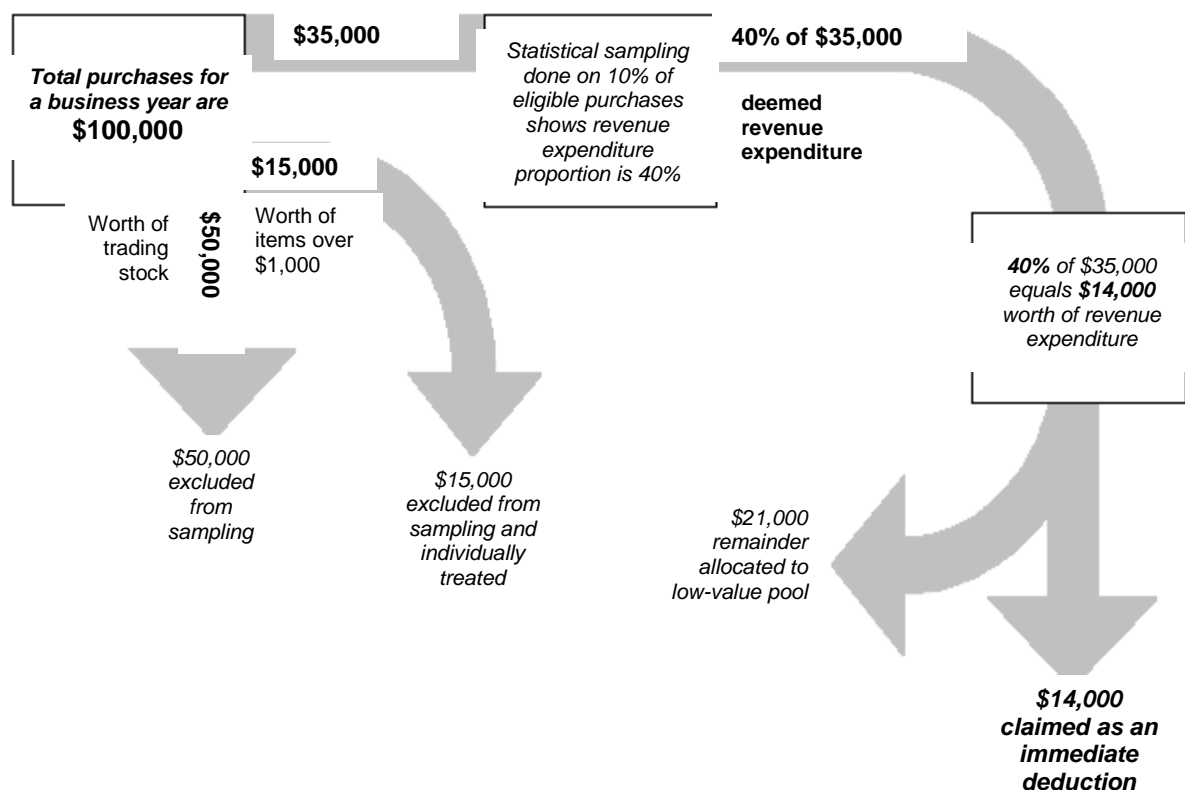 Total purchases for
a business year are
$100,000
$35,000
Statistical sampling
done on 10% of
eligible purchases
shows revenue
expenditure
proportion is 40%
40% of $35,000
deemed
revenue
expenditure
$15,000
Worth of
items over
$1,000
Worth of
trading
stock
$50,000
40% of $35,000
equals $14,000
worth of revenue
expenditure
$50,000
excluded
from
sampling
$15,000
excluded from
sampling and
individually
treated
$21,000
remainder
allocated to
low-value pool
$14,000
claimed as an
immediate
deduction